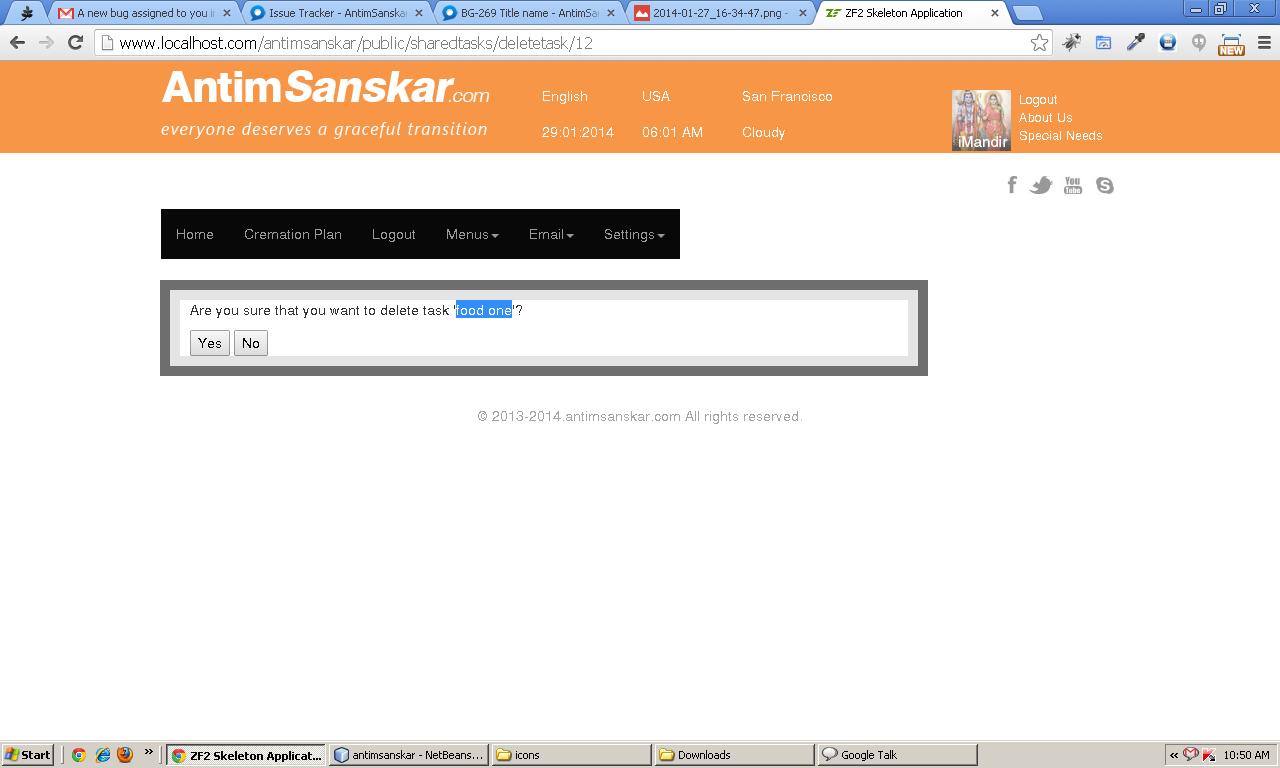 A new bug assigned to you i
Issue Tracker - AntimSanska
BG-269 Title name - AntimSa
2014-01-27_16-34-47.png -
ZF2 Skeleton Application
www.localhost.com/antimsanskar/public/sharedtasks/deletetask/12
NEW
AntimSanskar.com
everyone deserves a graceful transition
English USA San Francisco
29:01:2014 06:01 AM Cloudy
iMandir
Logout
About Us
Special Needs
f You Tube S
Home Cremation Plan Logout Menus Email Settings
Are you sure that you want to delete task 'food one'?
Yes No
© 2013-2014.antimsanskar.com All rights reserved.
Start » ZF2 Skeleton Applicat... antimsanskar - NetBeans... icons Downloads Google Talk « 10:50 AM